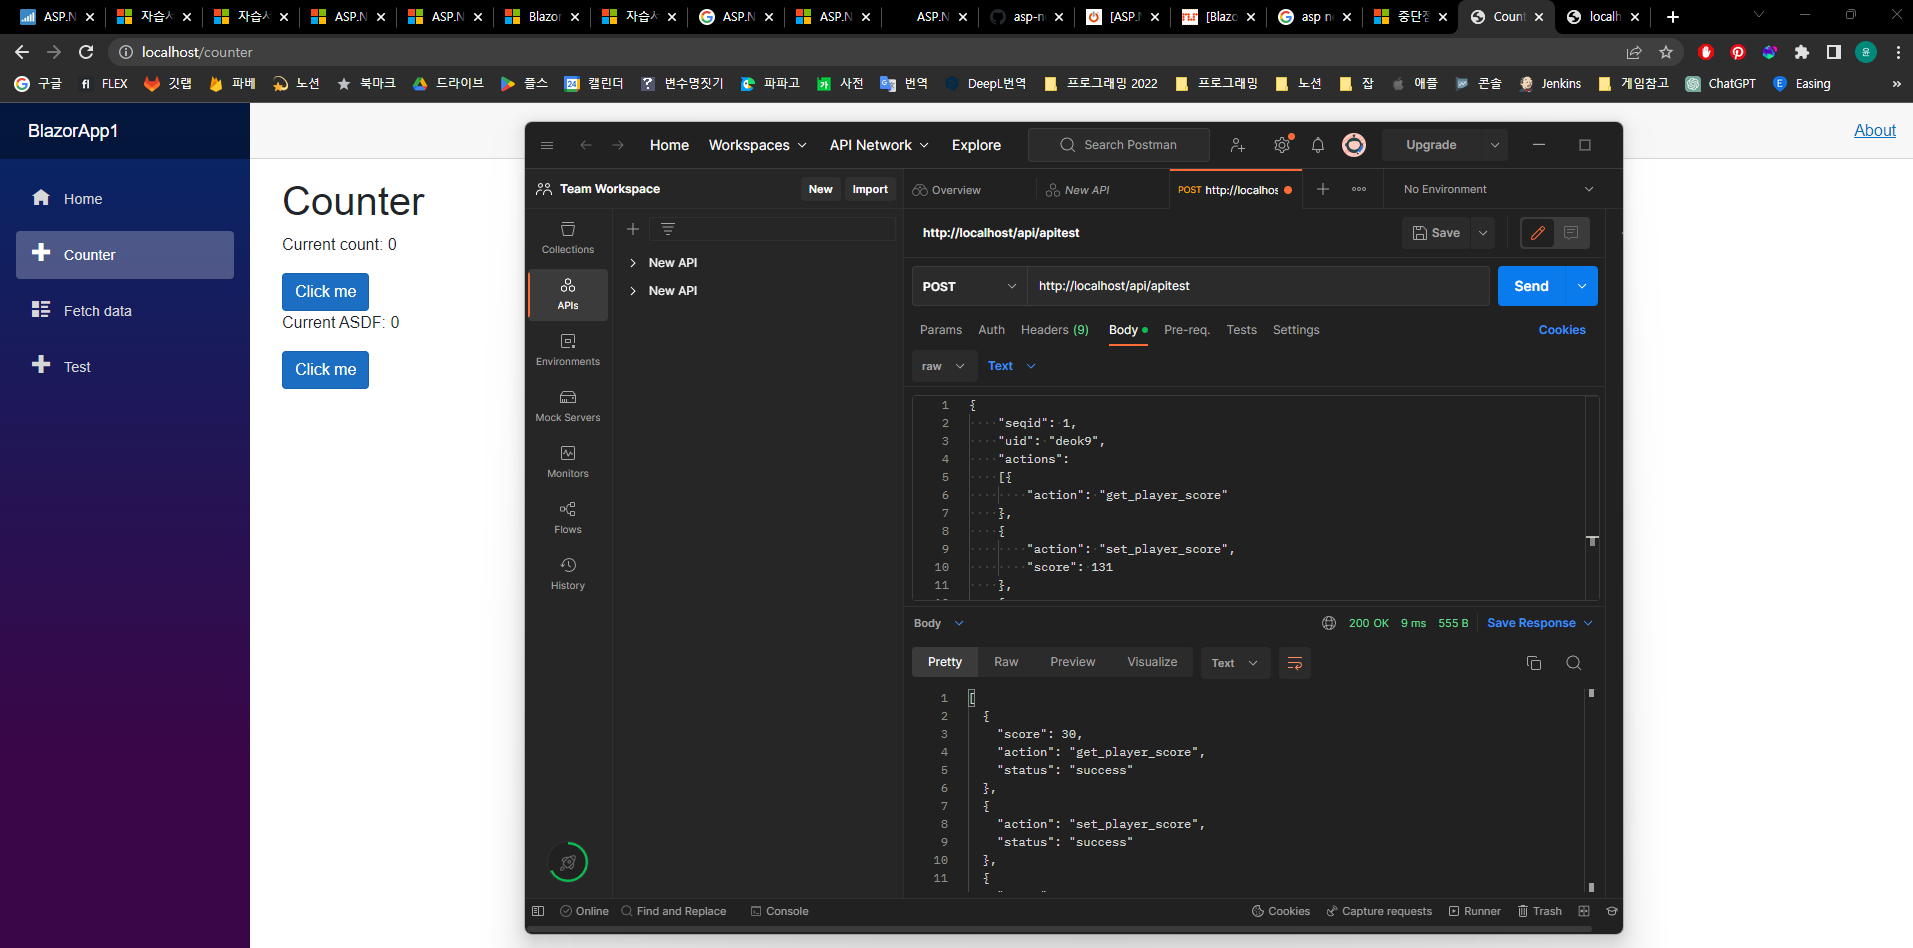 ASP.N 자습 자습 ASP.N ASP.N Blazor 자습 ASP.N ASP.N ASP.N asp-n [ASP.N [Blazo asp n 중단점 Count localh
localhost/counter
구글 FLEX 깃랩 파베 노션 북마크 드라이브 플스 캘린더 변수명짓기 파파고 사전 번역 DeepL번역 프로그래밍 2022 프로그래밍 노션 잡 애플 콘솔 Jenkins 게임참고 ChatGPT Easing »
BlazorApp1
Home
Counter
Fetch data
Test
About
Counter
Current count: 0
Click me
Current ASDF: 0
Click me
Home Workspaces API Network Explore Search Postman Upgrade
Team Workspace New Import Overview New API POST http://localhos No Environment
Collections
APIs
Environments
Mock Servers
Monitors
Flows
History
New API
New API
http://localhost/api/apitest Save
POST http://localhost/api/apitest Send
Params Auth Headers (9) Body Pre-req. Tests Settings Cookies
raw Text
1 {
2 "seqid": 1,
3 "uid": "deok9",
4 "actions":
5 [{
6 "action": "get_player_score"
7 },
8 {
9 "action": "set_player_score",
10 "score": 131
11 },
Body 200 OK 9 ms 555 B Save Response
Pretty Raw Preview Visualize Text
1 [
2 {
3 "score": 30,
4 "action": "get_player_score",
5 "status": "success"
6 },
7 {
8 "action": "set_player_score",
9 "status": "success"
10 },
11 {
Online Find and Replace Console Cookies Capture requests Runner Trash